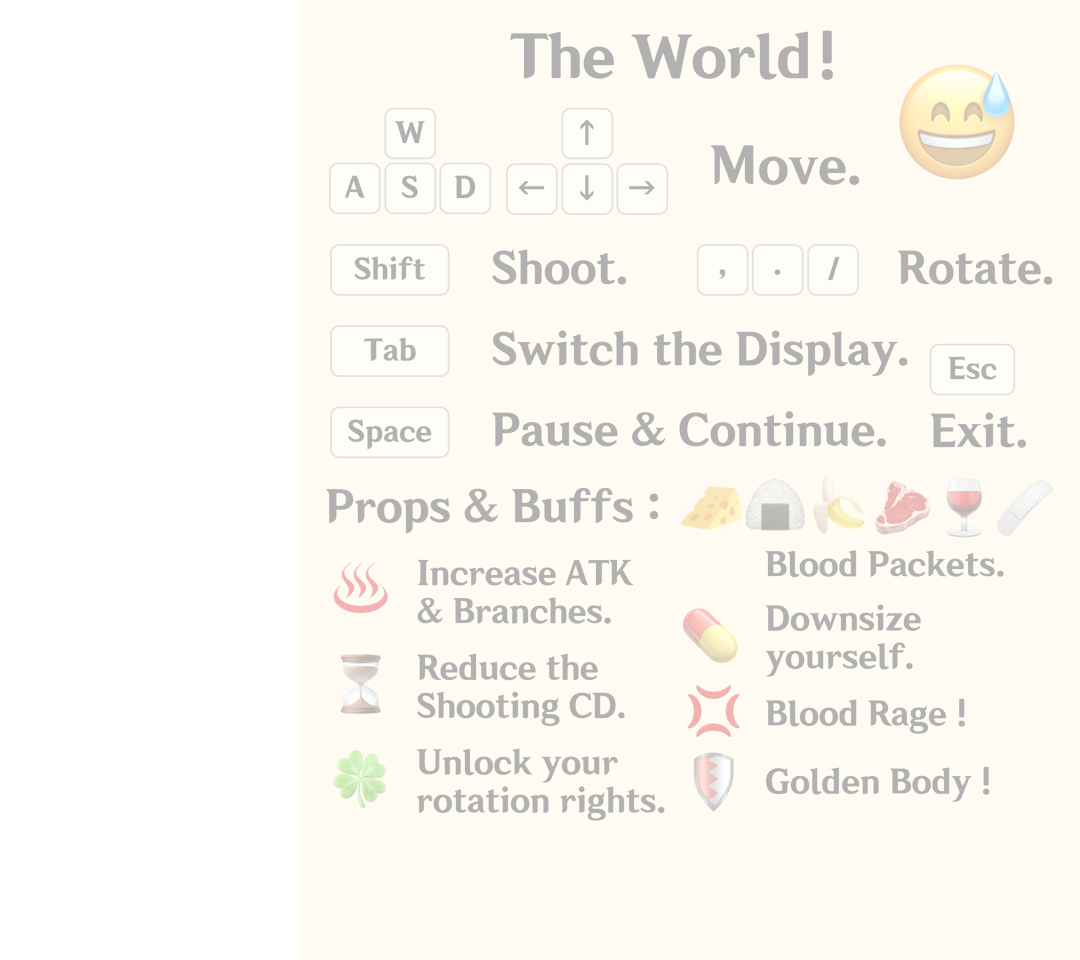 The World!
W ↑
A S D ← ↓ → Move.
Shift Shoot. , . / Rotate.
Tab Switch the Display. Esc
Space Pause & Continue. Exit.
Props & Buffs :
Blood Packets.
Increase ATK
& Branches.
Downsize
yourself.
Reduce the
Shooting CD.
Blood Rage !
Unlock your
rotation rights.
Golden Body !